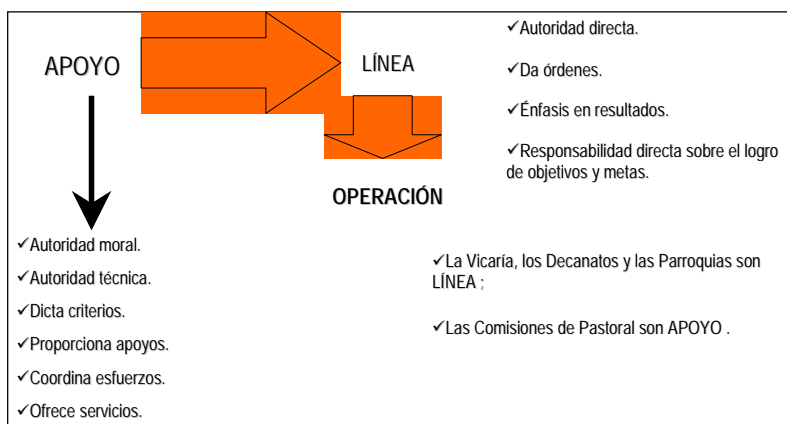 APOYO
LÍNEA
OPERACIÓN
✓Autoridad directa.
✓Da órdenes.
✓Énfasis en resultados.
✓Responsabilidad directa sobre el logro
de objetivos y metas.
✓Autoridad moral.
✓Autoridad técnica.
✓Dicta criterios.
✓Proporciona apoyos.
✓Coordina esfuerzos.
✓Ofrece servicios.
✓La Vicaría, los Decanatos y las Parroquias son
LÍNEA ;
✓Las Comisiones de Pastoral son APOYO .